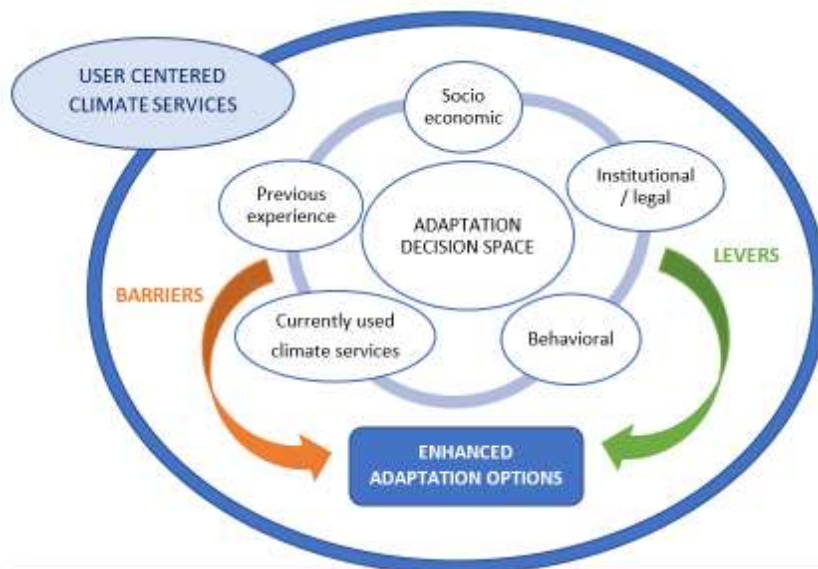 USER CENTERED
CLIMATE SERVICES
Socio
economic
Previous
experience
Institutional
/ legal
ADAPTATION
DECISION SPACE
LEVERS
BARRIERS
Currently used
climate services
Behavioral
ENHANCED
ADAPTATION OPTIONS